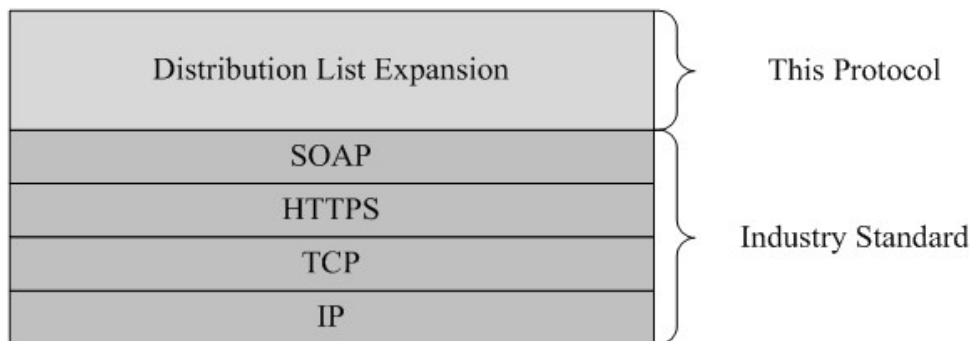 Distribution List Expansion
This Protocol
SOAP
HTTPS
TCP
IP
Industry Standard